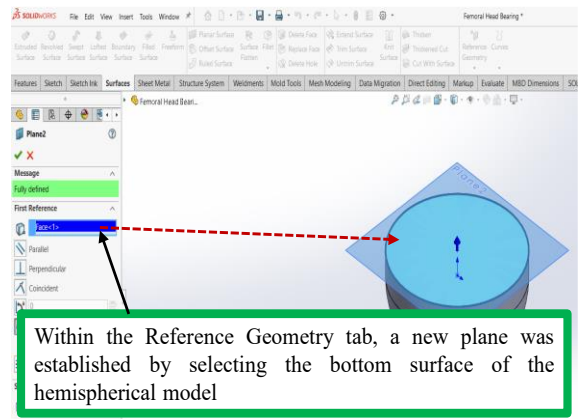 SOLIDWORKS File Edit View Insert Tools Window Femoral Head Bearing *
Extruded Surface Revolved Surface Swept Surface Lofted Surface Boundary Surface Filled Surface Freeform Planar Surface Offset Surface Ruled Surface Surface Flatten Fillet Delete Face Replace Face Delete Hole Extend Surface Trim Surface Untrim Surface Knit Surface Thicken Thickened Cut Cut With Surface Reference Geometry Curves
Features Sketch Sketch Ink Surfaces Sheet Metal Structure System Weldments Mold Tools Mesh Modeling Data Migration Direct Editing Markup Evaluate MBD Dimensions SOL
Femoral Head Beari...
Plane2
Message
Fully defined
First Reference
Face<1>
Parallel
Perpendicular
Coincident
Plane2
Within the Reference Geometry tab, a new plane was
established by selecting the bottom surface of the
hemispherical model